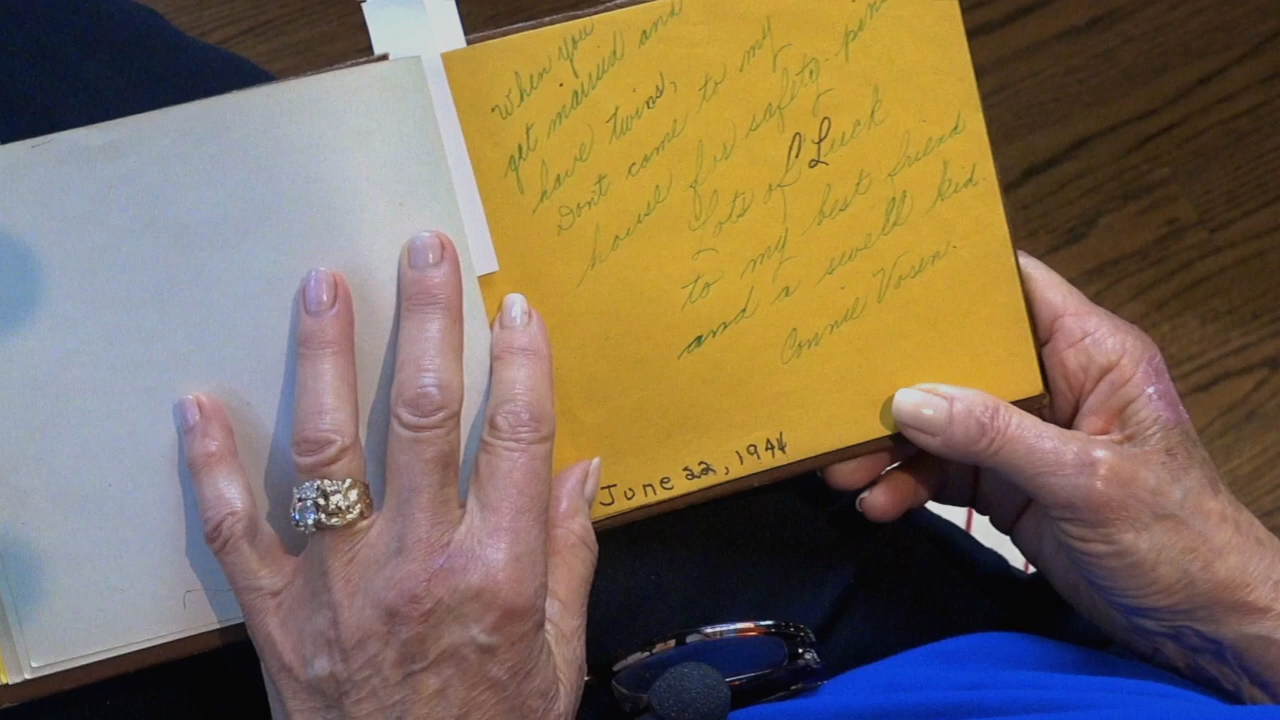 When you
get married and
have twins,
Dont come to my
house for safety-pins
Lots of Luck
to my best friend
and a swell kid.
Connie Vosen.
June 22, 1944